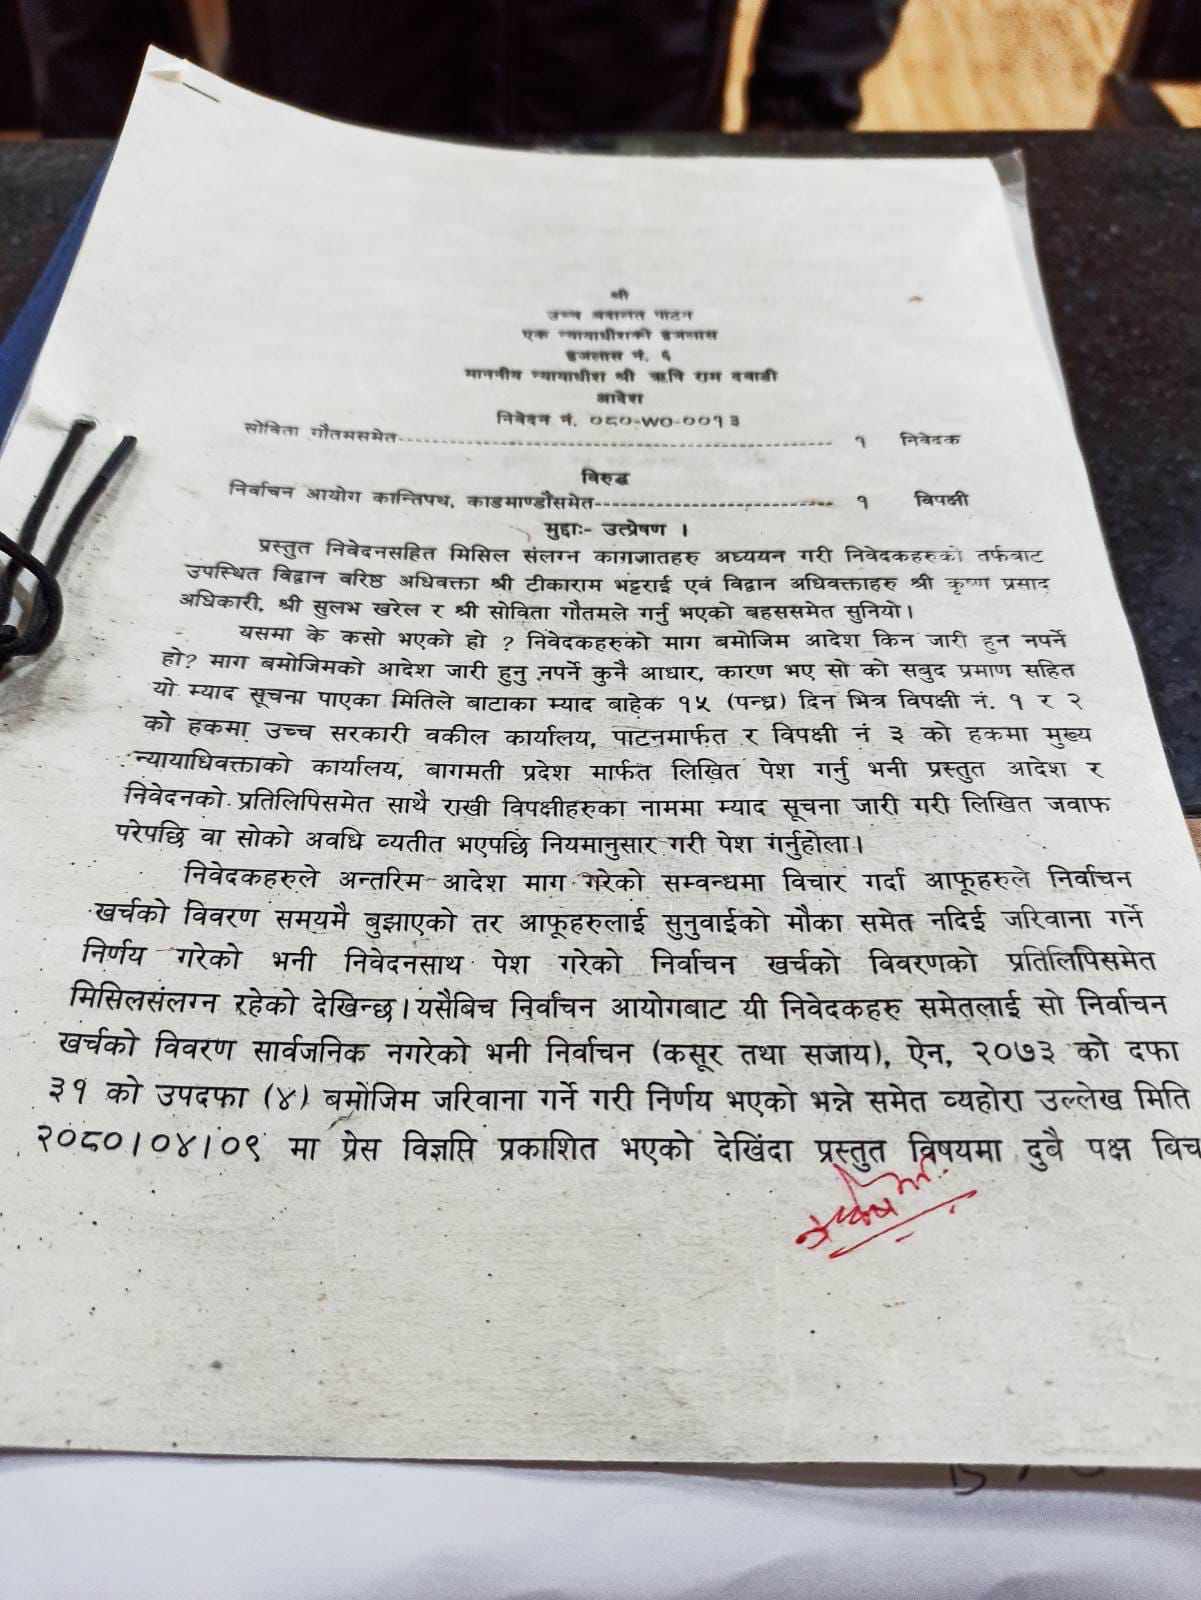 श्री
उच्च अदालत पाटन
एक न्यायाधीशको इजलास
इजलास नं. ६
माननीय न्यायाधीश श्री ऋषि राम दवाडी
आदेश
निवेदन नं. ०८०-WO-००१३
सोविता गौतमसमेत------------------------------------------------ १ निवेदक
विरुद्ध
निर्वाचन आयोग कान्तिपथ, काडमाण्डौसमेत--------------------------- १ विपक्षी
मुद्दाः- उत्प्रेषण ।
प्रस्तुत निवेदनसहित मिसिल संलग्न कागजातहरु अध्ययन गरी निवेदकहरुको तर्फबाट
उपस्थित विद्वान वरिष्ठ अधिवक्ता श्री टीकाराम भट्टराई एवं विद्वान अधिवक्ताहरु श्री कृष्ण प्रसाद
अधिकारी, श्री सुलभ खरेल र श्री सोविता गौतमले गर्नु भएको बहससमेत सुनियो।
यसमा के कसो भएको हो ? निवेदकहरुको माग बमोजिम आदेश किन जारी हुन नपर्ने
हो? माग बमोजिमको आदेश जारी हुनु नपर्ने कुनै आधार, कारण भए सो को सबुद प्रमाण सहित
यो म्याद सूचना पाएका मितिले बाटाका म्याद बाहेक १५ (पन्ध्र) दिन भित्र विपक्षी नं. १ र २
को हकमा उच्च सरकारी वकील कार्यालय, पाटनमार्फत र विपक्षी नं ३ को हकमा मुख्य
न्यायाधिवक्ताको कार्यालय, बागमती प्रदेश मार्फत लिखित पेश गर्नु भनी प्रस्तुत आदेश र
निवेदनको प्रतिलिपिसमेत साथै राखी विपक्षीहरुका नाममा म्याद सूचना जारी गरी लिखित जवाफ
परेपछि वा सोको अवधि व्यतीत भएपछि नियमानुसार गरी पेश गर्नुहोला।
निवेदकहरुले अन्तरिम आदेश माग गरेको सम्वन्धमा विचार गर्दा आफूहरुले निर्वाचन
खर्चको विवरण समयमै बुझाएको तर आफूहरुलाई सुनुवाईको मौका समेत नदिई जरिवाना गर्ने
निर्णय गरेको भनी निवेदनसाथ पेश गरेको निर्वाचन खर्चको विवरणको प्रतिलिपिसमेत
मिसिलसंलग्न रहेको देखिन्छ। यसैबिच निर्वाचन आयोगबाट यी निवेदकहरु समेतलाई सो निर्वाचन
खर्चको विवरण सार्वजनिक नगरेको भनी निर्वाचन (कसूर तथा सजाय), ऐन, २०७३ को दफा
३१ को उपदफा (४) बमोजिम जरिवाना गर्ने गरी निर्णय भएको भन्ने समेत व्यहोरा उल्लेख मिति
२०८०।०४।०९ मा प्रेस विज्ञप्ति प्रकाशित भएको देखिंदा प्रस्तुत विषयमा दुबै पक्ष बिच